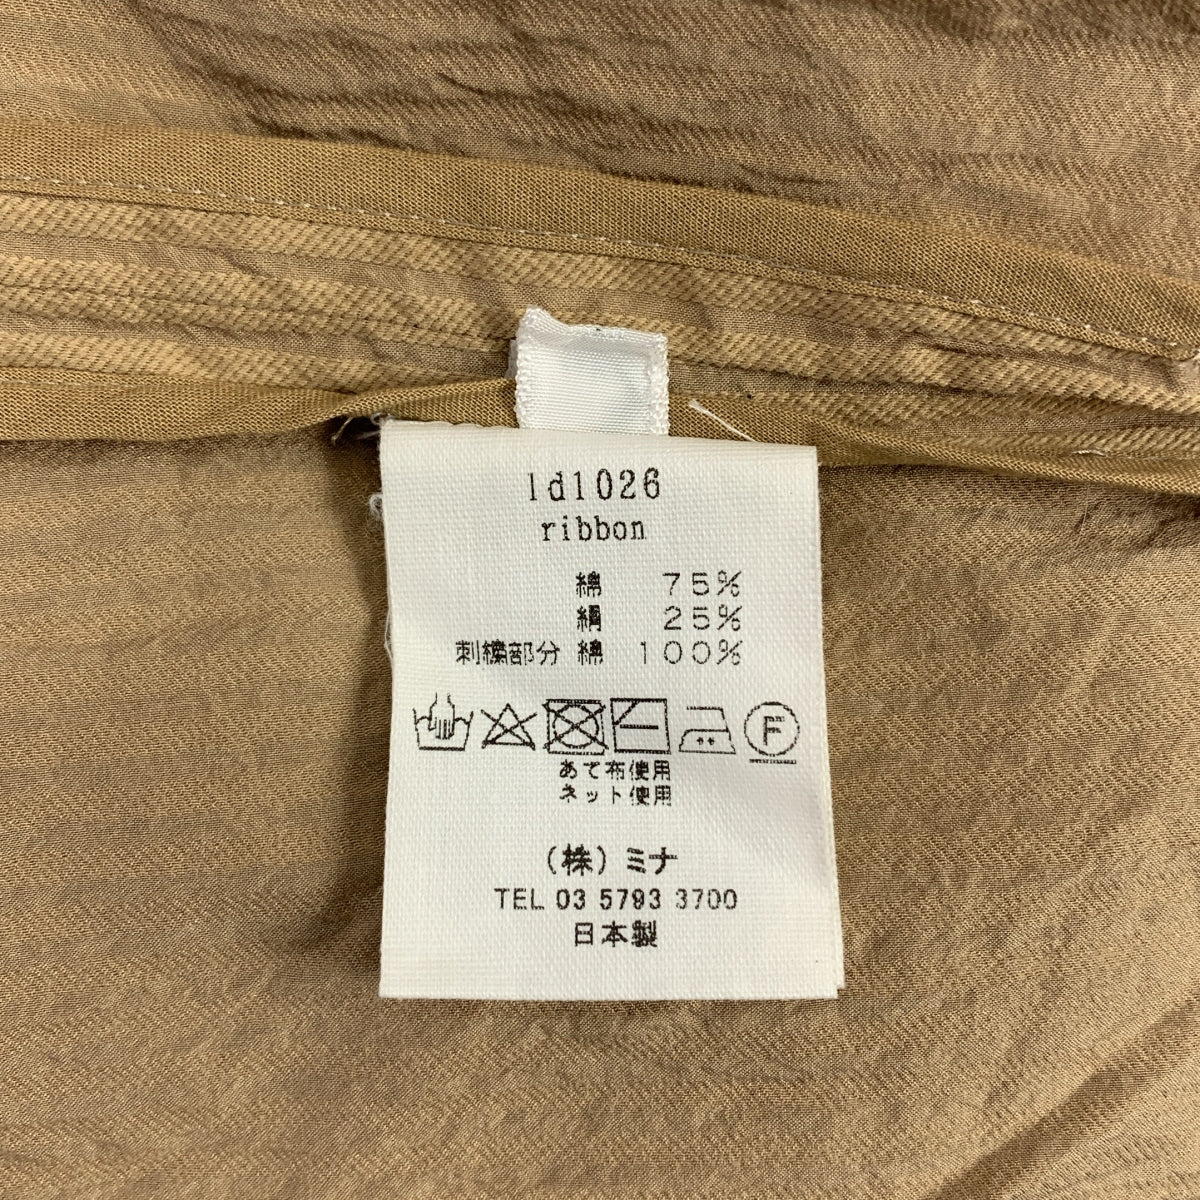 ld1026
ribbon
綿 75%
絹 25%
刺繍部分 綿 100%
F
あて布使用
ネット使用
(株)ミナ
TEL 03 5793 3700
日本製